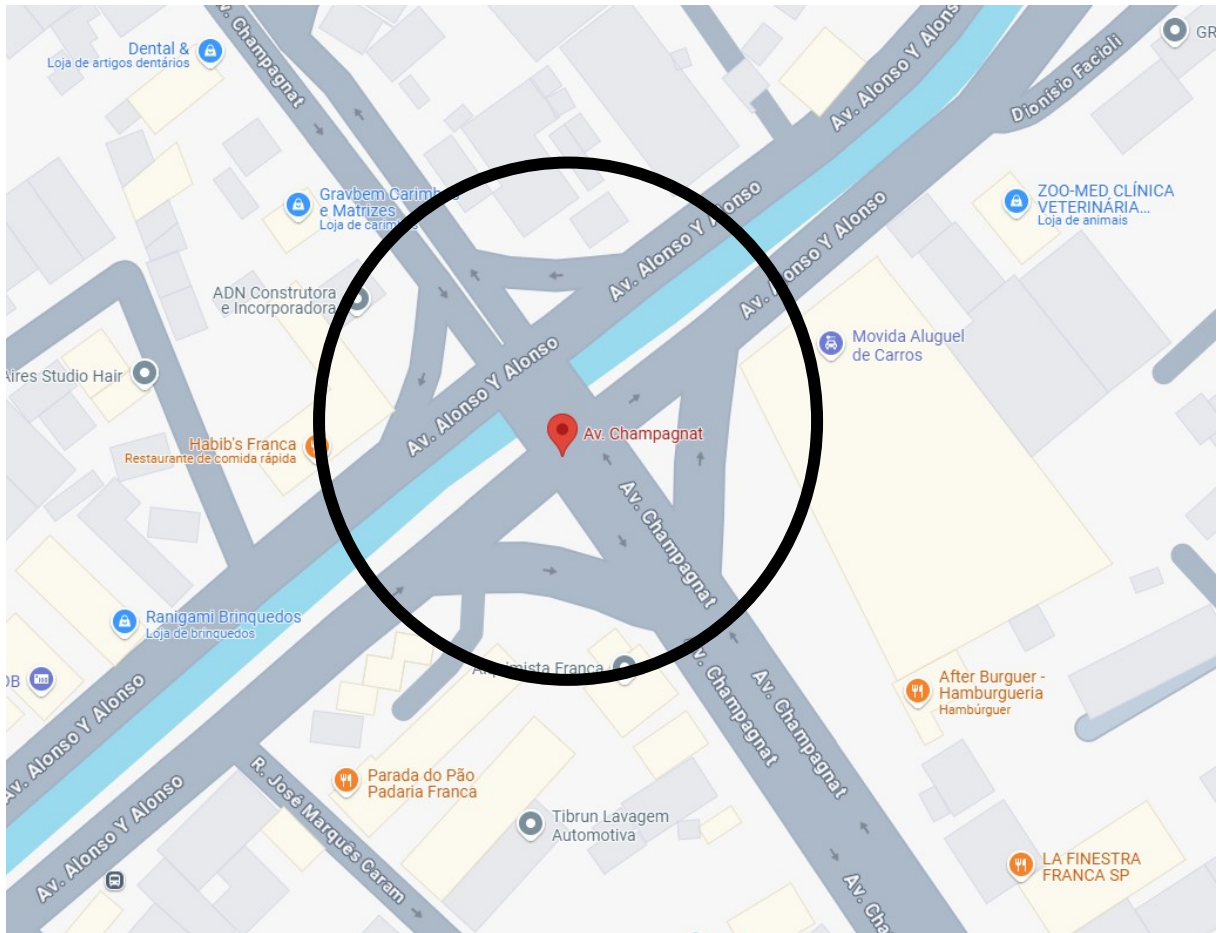 Av. Champagnat
Dental &
Loja de artigos dentários
Av. Alonso Y Alonso
Dionísio Facioli
GR
Gravbem Carimbos
e Matrizes
Loja de carimbos
Av. Alonso Y Alonso
ZOO-MED CLÍNICA
VETERINÁRIA...
Loja de animais
Av. Alonso Y Alonso
ADN Construtora
e Incorporadora
Movida Aluguel
de Carros
Aires Studio Hair
Av. Alonso Y Alonso
Av. Champagnat
Habib's Franca
Restaurante de comida rápida
Av. Champagnat
Ranigami Brinquedos
Loja de brinquedos
OB
Franca
After Burguer -
Hamburgueria
Hambúrguer
Av. Champagnat
Av. Champagnat
Av. Alonso Y Alonso
Parada do Pão
Padaria Franca
R. José Marquês Caram
Av. Alonso Y Alonso
Tibrun Lavagem
Automotiva
LA FINESTRA
FRANCA SP
Av. Cha